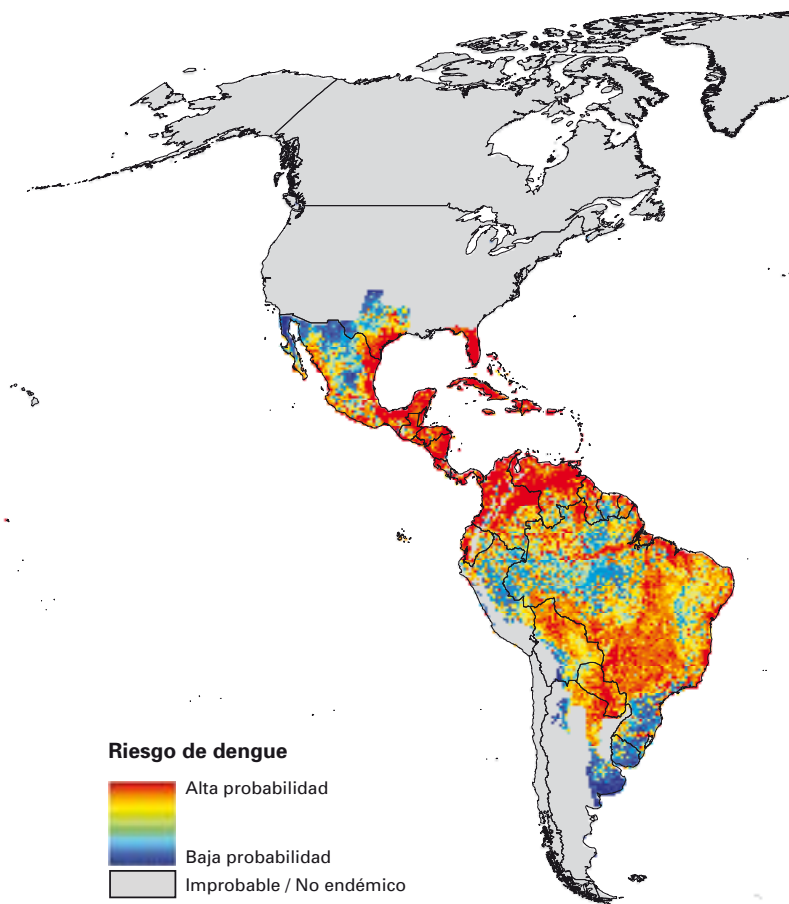 Riesgo de dengue
Alta probabilidad
Baja probabilidad
Improbable / No endémico